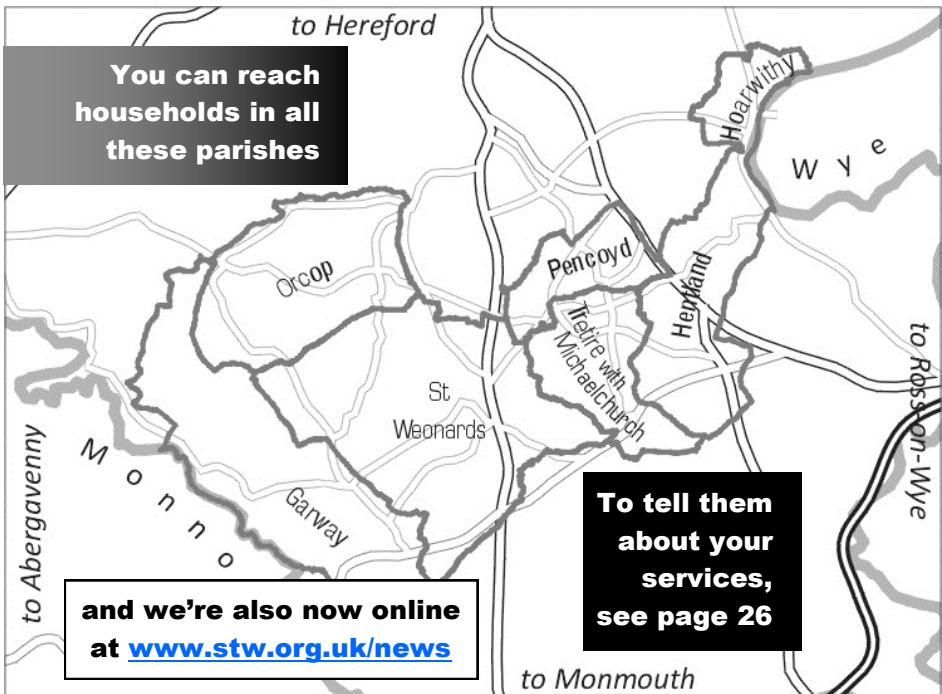 to Hereford
You can reach
households in all
these parishes
Hoarwithy
Wye
Orcop
Pencoyd
Hentland
Tretire with
Michaelchurch
St
Weonards
to Ross-on-Wye
to Abergavenny
Monno
Garway
To tell them
about your
services,
see page 26
and we’re also now online
at www.stw.org.uk/news
to Monmouth